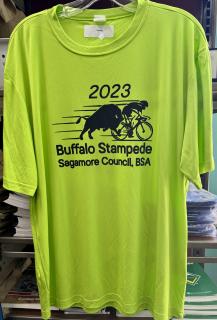 2023
Buffalo Stampede
Sagamore Council, BSA